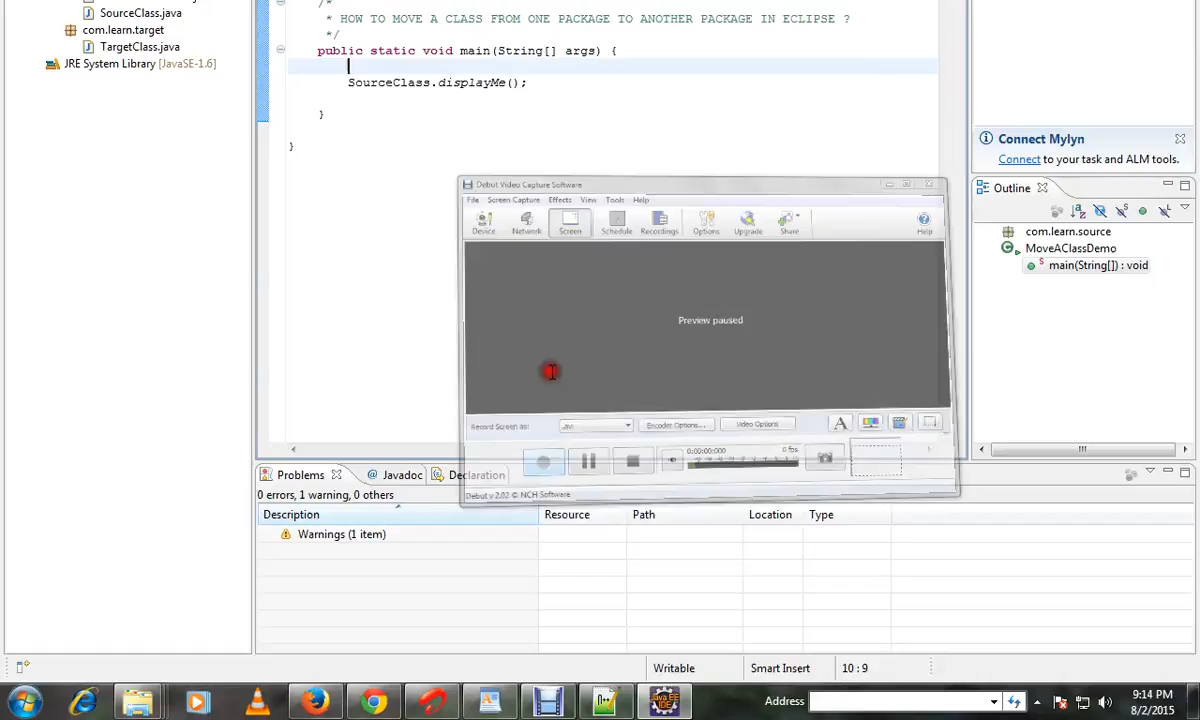 SourceClass.java
com.learn.target
TargetClass.java
JRE System Library [JavaSE-1.6]
/*
* HOW TO MOVE A CLASS FROM ONE PACKAGE TO ANOTHER PACKAGE IN ECLIPSE ?
*/
public static void main(String[] args) {
SourceClass.displayMe();
}
}
Connect Mylyn
Connect to your task and ALM tools.
Outline
com.learn.source
MoveAClassDemo
main(String[]) : void
Debut Video Capture Software
File Screen Capture Effects View Tools Help
Device Network Screen Schedule Recordings Options Upgrade Share Help
Preview paused
Record Screen as: .avi Encoder Options... Video Options
0:00:00:000 0 fps
Debut v 2.02 © NCH Software
Problems @ Javadoc Declaration
0 errors, 1 warning, 0 others
Description Resource Path Location Type
Warnings (1 item)
Writable Smart Insert 10 : 9
Java EE IDE
Address
9:14 PM
8/2/2015